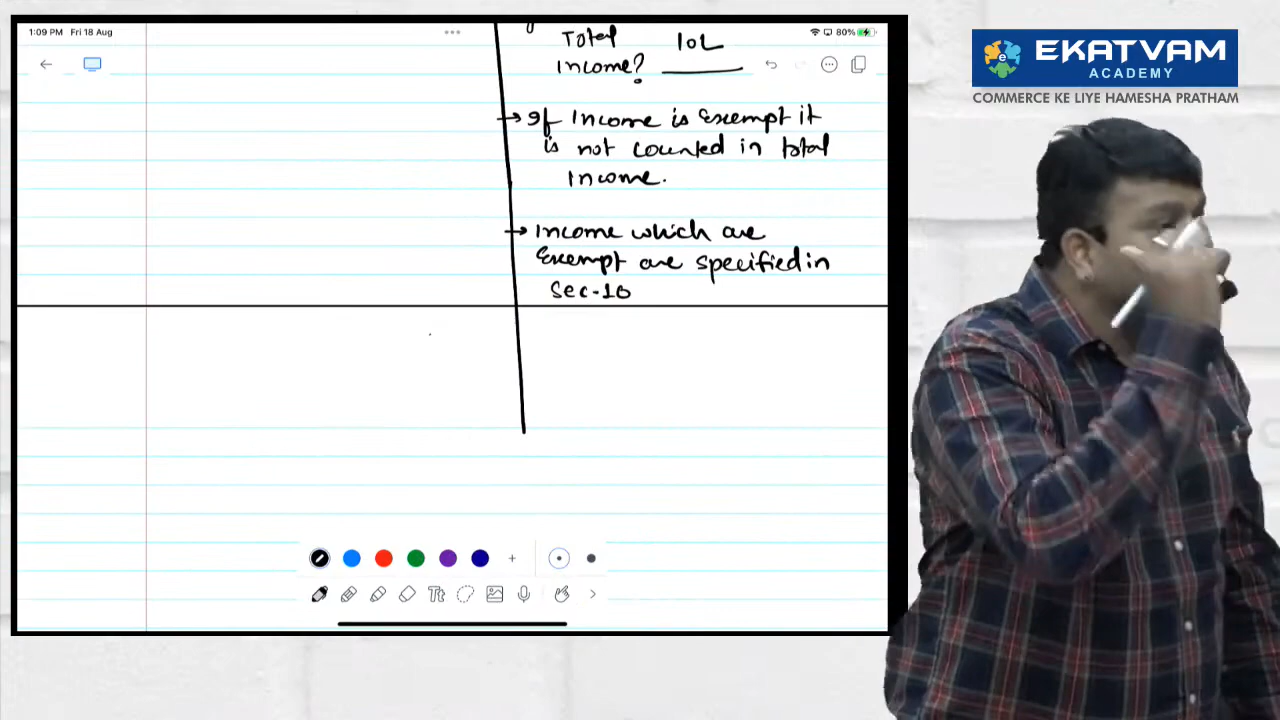 1:09 PM Fri 18 Aug
80%
EKATVAM
ACADEMY
COMMERCE KE LIYE HAMESHA PRATHAM
Total 10L
Income?
→ If Income is Exempt it
is not counted in total
Income.
→ Income which are
Exempt are specified in
Sec-10
Tt